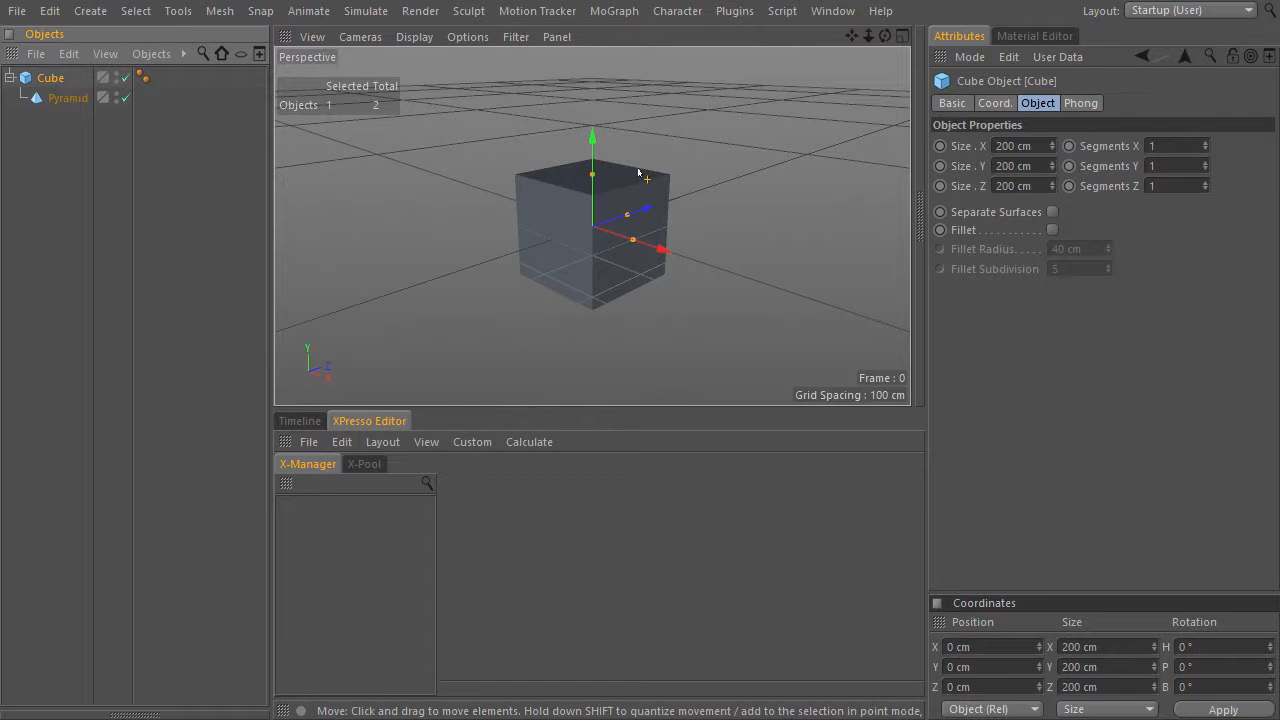 File Edit Create Select Tools Mesh Snap Animate Simulate Render Sculpt Motion Tracker MoGraph Character Plugins Script Window Help Layout: Startup (User)
Objects
File Edit View Objects
Cube
Pyramid
View Cameras Display Options Filter Panel
Perspective
Selected Total
Objects 1 2
Y
Z
X
Frame : 0
Grid Spacing : 100 cm
Timeline XPresso Editor
File Edit Layout View Custom Calculate
X-Manager X-Pool
Attributes Material Editor
Mode Edit User Data
Cube Object [Cube]
Basic Coord. Object Phong
Object Properties
Size . X 200 cm Segments X 1
Size . Y 200 cm Segments Y 1
Size . Z 200 cm Segments Z 1
Separate Surfaces
Fillet . . . . . . . . . . .
Fillet Radius. . . . . 40 cm
Fillet Subdivision 5
Coordinates
Position Size Rotation
X 0 cm X 200 cm H 0 °
Y 0 cm Y 200 cm P 0 °
Z 0 cm Z 200 cm B 0 °
Object (Rel) Size Apply
Move: Click and drag to move elements. Hold down SHIFT to quantize movement / add to the selection in point mode,